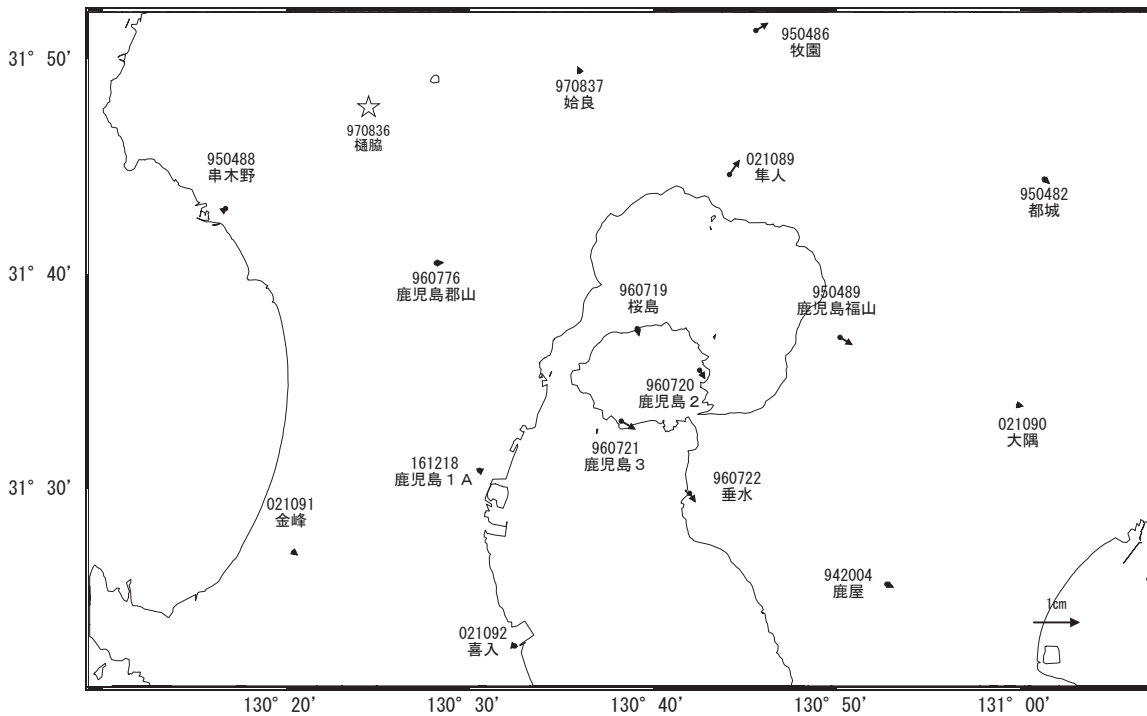 950486
牧園
31° 50'
970837
姶良
970836
樋脇
950488
串木野
021089
隼人
950482
都城
31° 40'
960776
鹿児島郡山
960719
桜島
950489
鹿児島福山
960720
鹿児島2
021090
大隅
960721
鹿児島3
161218
鹿児島1A
960722
垂水
31° 30'
021091
金峰
942004
鹿屋
1㎝
021092
喜入
130° 20'
130° 30'
130° 40'
130° 50'
131° 00'